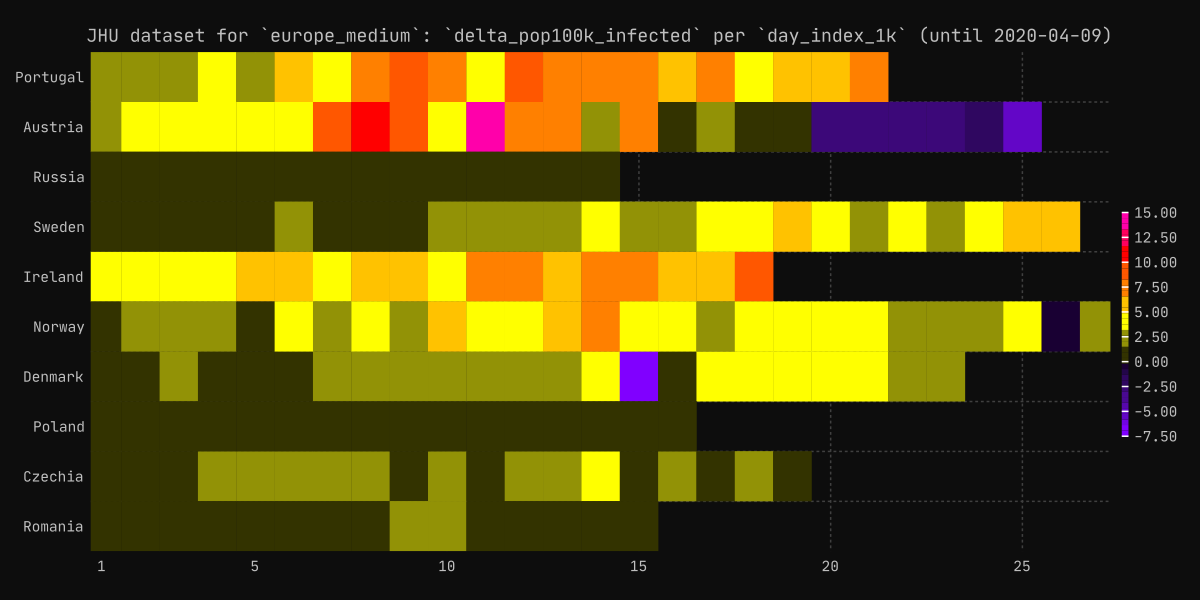 JHU dataset for `europe_medium`: `delta_pop100k_infected` per `day_index_1k` (until 2020-04-09)
Portugal
Austria
Russia
Sweden
Ireland
Norway
Denmark
Poland
Czechia
Romania
1 5 10 15 20 25
15.00
12.50
10.00
7.50
5.00
2.50
0.00
−2.50
−5.00
−7.50